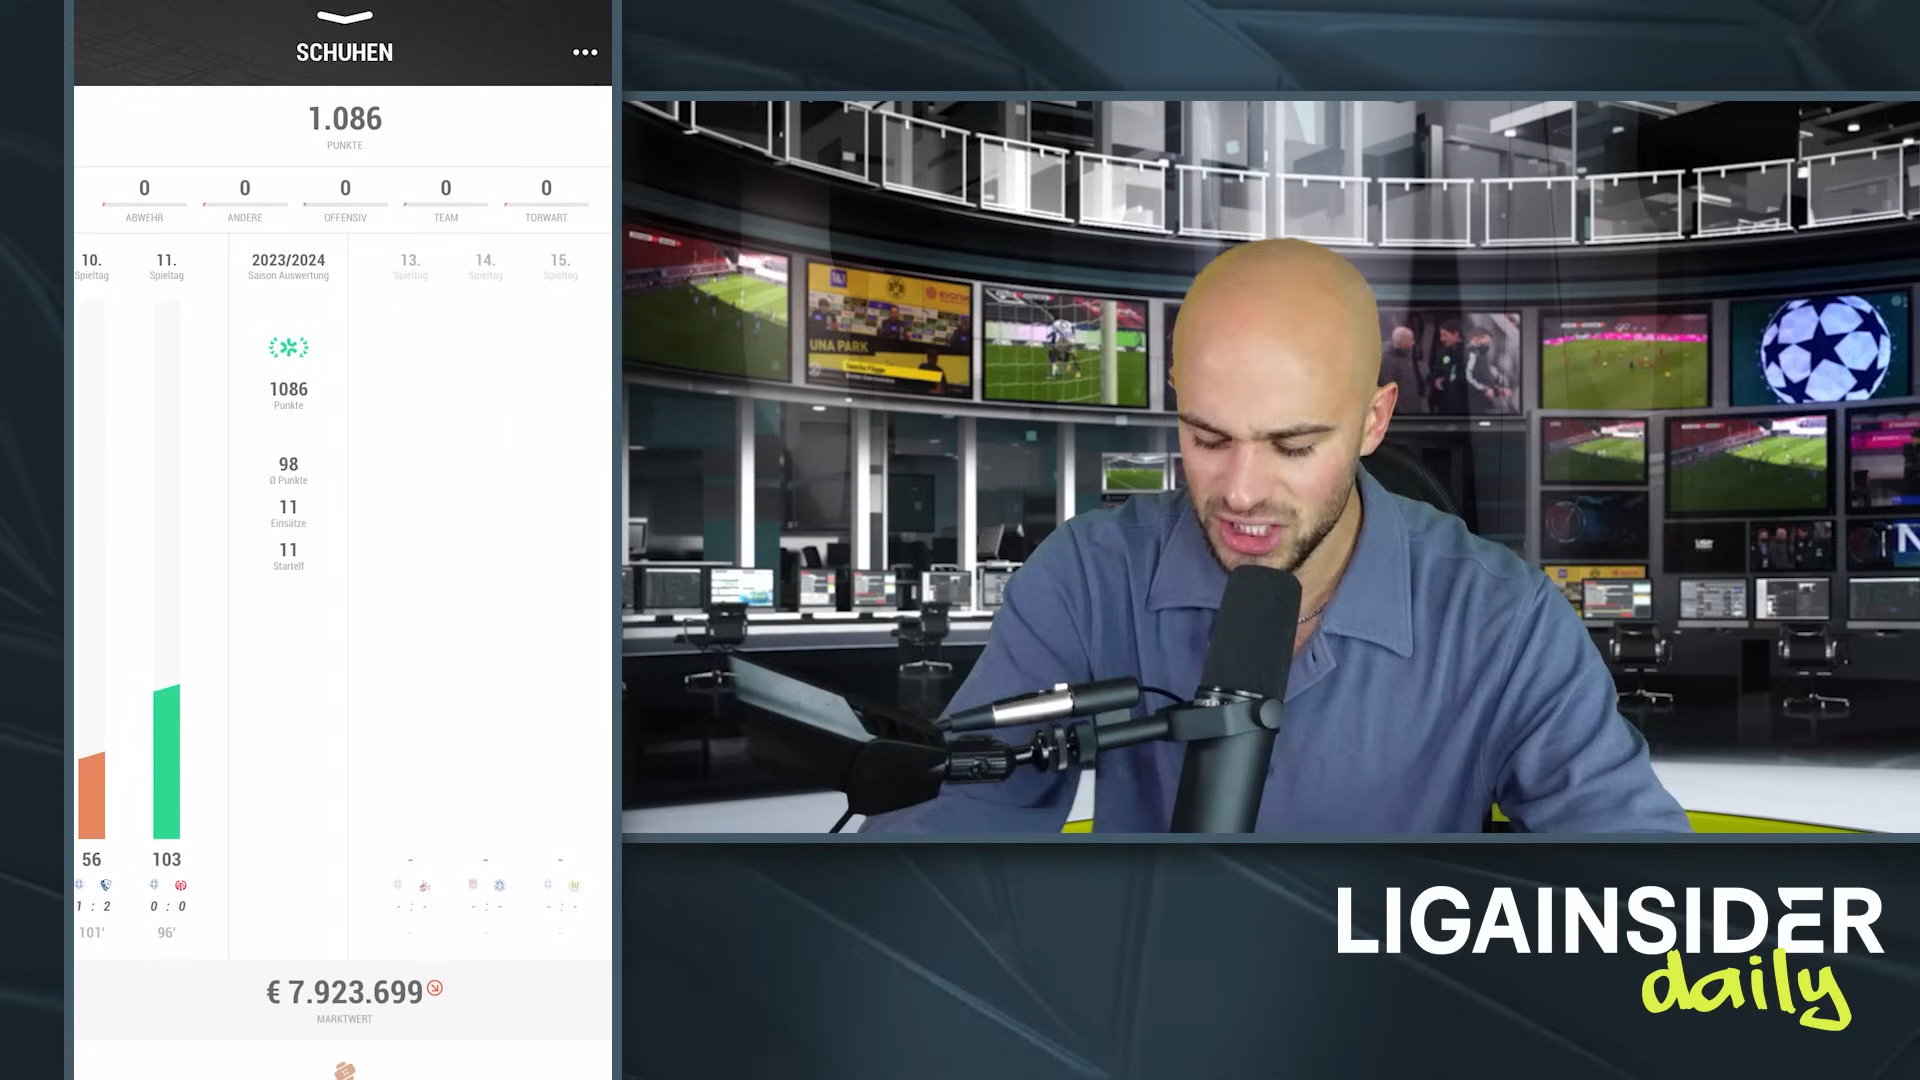 SCHUHEN
1.086
PUNKTE
0 0 0 0 0
ABWEHR ANDERE OFFENSIV TEAM TORWART
10. 11. 2023/2024 13. 14. 15.
Spieltag Spieltag Saison Auswertung Spieltag Spieltag Spieltag
1086
Punkte
98
Ø Punkte
11
Einsätze
11
Startelf
56 103 - - -
1 : 2 0 : 0 - : - - : - - : -
101' 96' - - -
€ 7.923.699
MARKTWERT
UNA PARK
LIGAINSIDER
daily